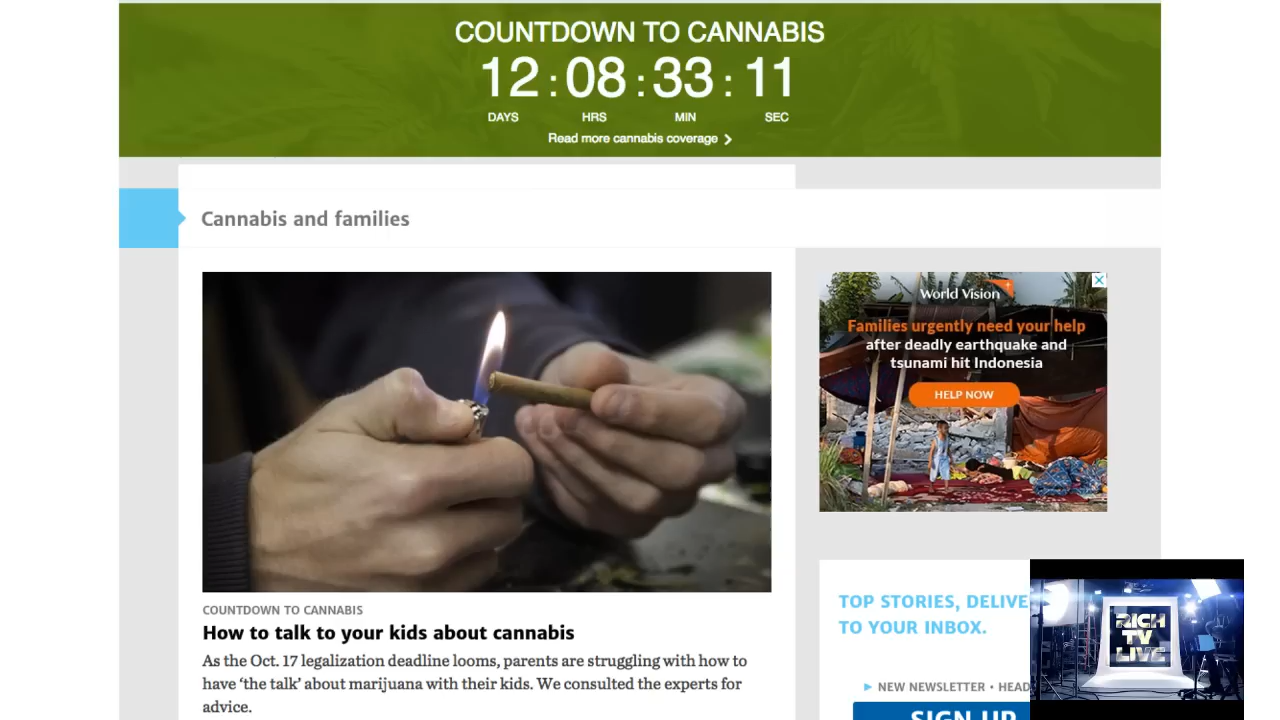 COUNTDOWN TO CANNABIS
12 : 08 : 33 : 11
DAYS HRS MIN SEC
Read more cannabis coverage
Cannabis and families
World Vision
Families urgently need your help
after deadly earthquake and
tsunami hit Indonesia
HELP NOW
COUNTDOWN TO CANNABIS
How to talk to your kids about cannabis
As the Oct. 17 legalization deadline looms, parents are struggling with how to
have ‘the talk’ about marijuana with their kids. We consulted the experts for
advice.
TOP STORIES, DELIVE
TO YOUR INBOX.
NEW NEWSLETTER • HEAD
SIGN UP
RICH
TV
LIVE